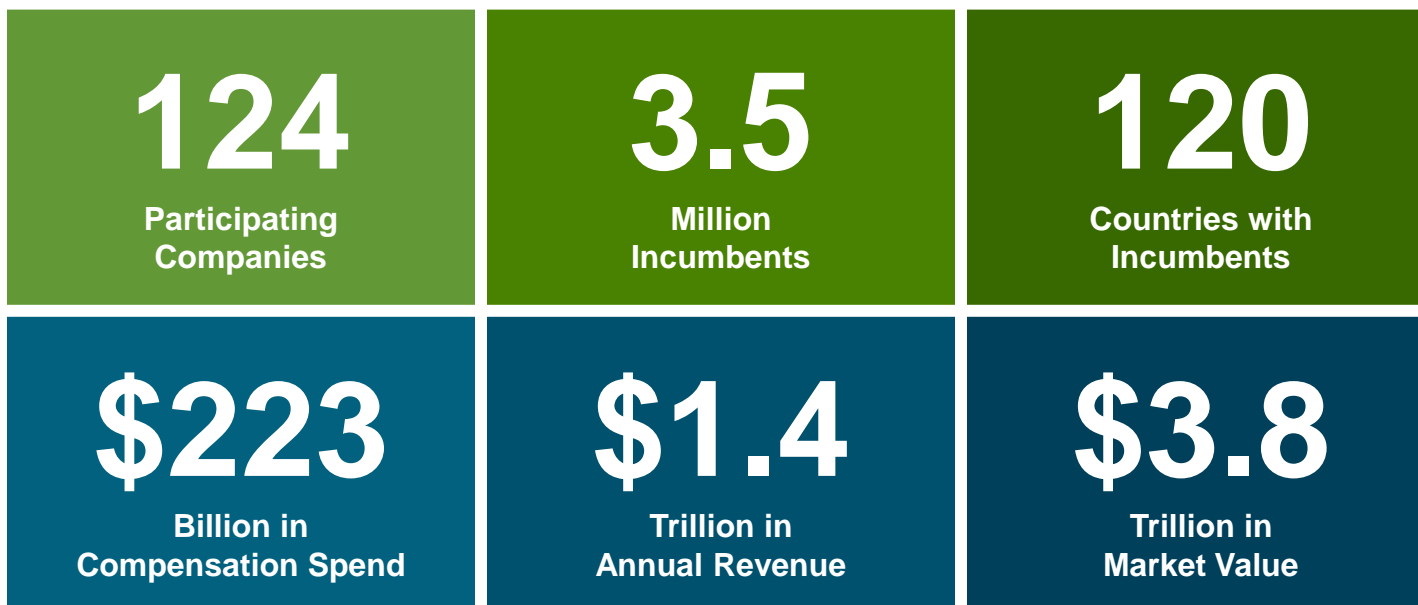 124
Participating
Companies
3.5
Million
Incumbents
120
Countries with
Incumbents
$223
Billion in
Compensation Spend
$1.4
Trillion in
Annual Revenue
$3.8
Trillion in
Market Value